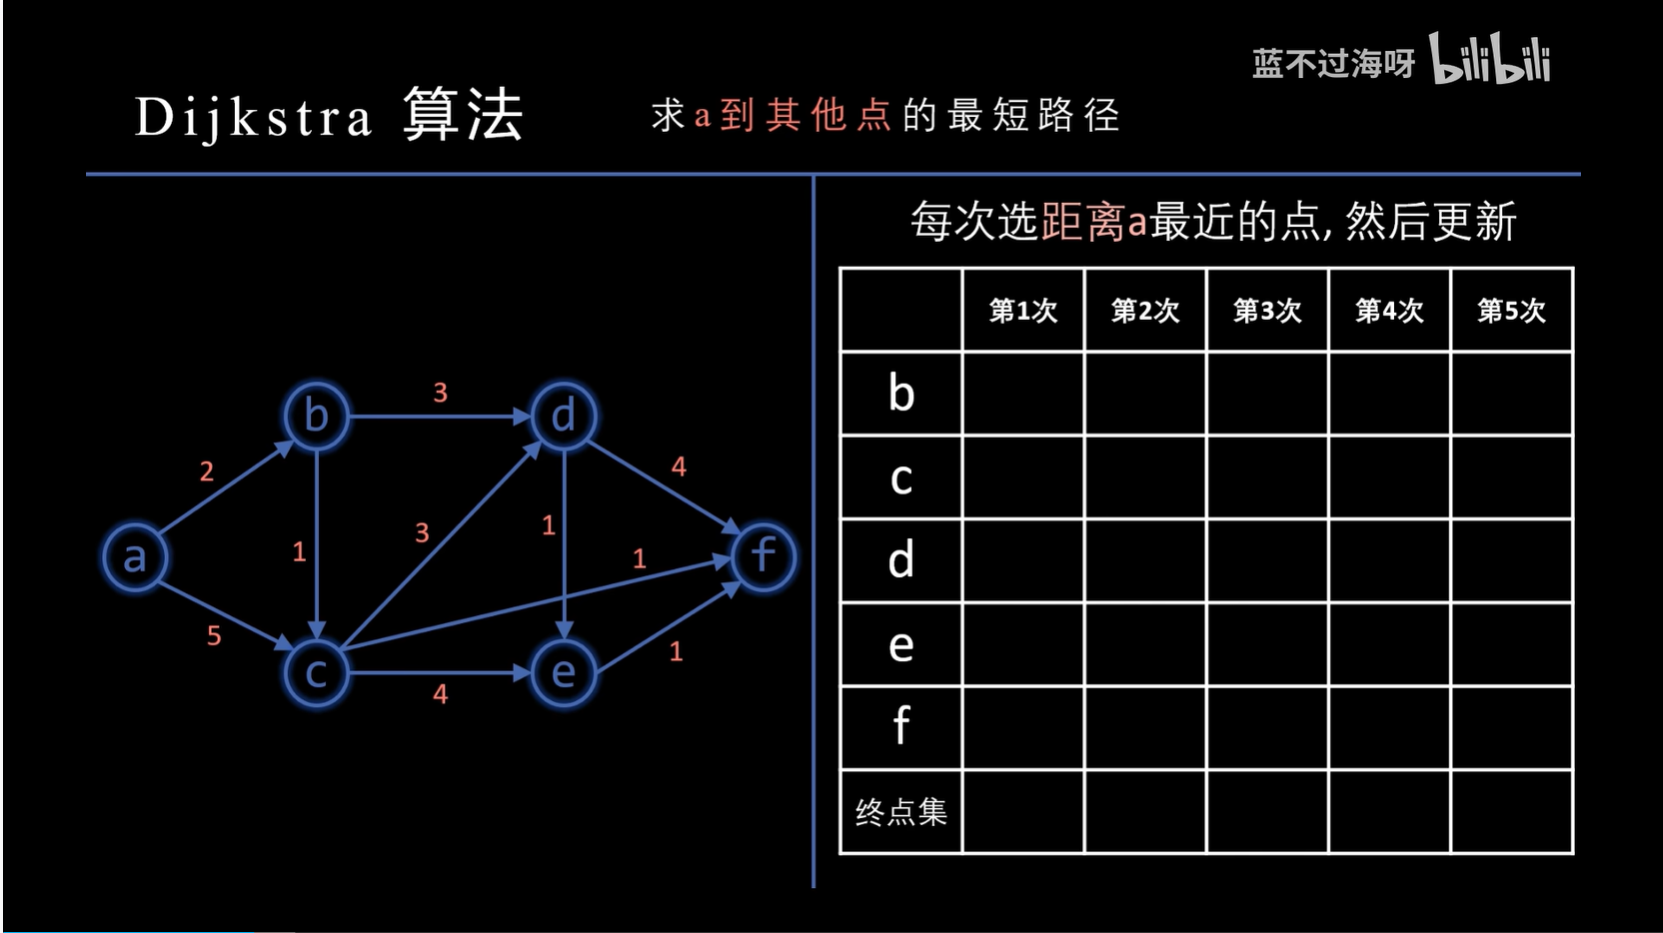 蓝不过海呀 bilibili
Dijkstra 算法
求a到其他点的最短路径
每次选距离a最近的点, 然后更新
第1次 第2次 第3次 第4次 第5次
b
c
d
e
f
终点集
b 3 d
2 4
a 1 3 1 1 f
5 1
c 4 e